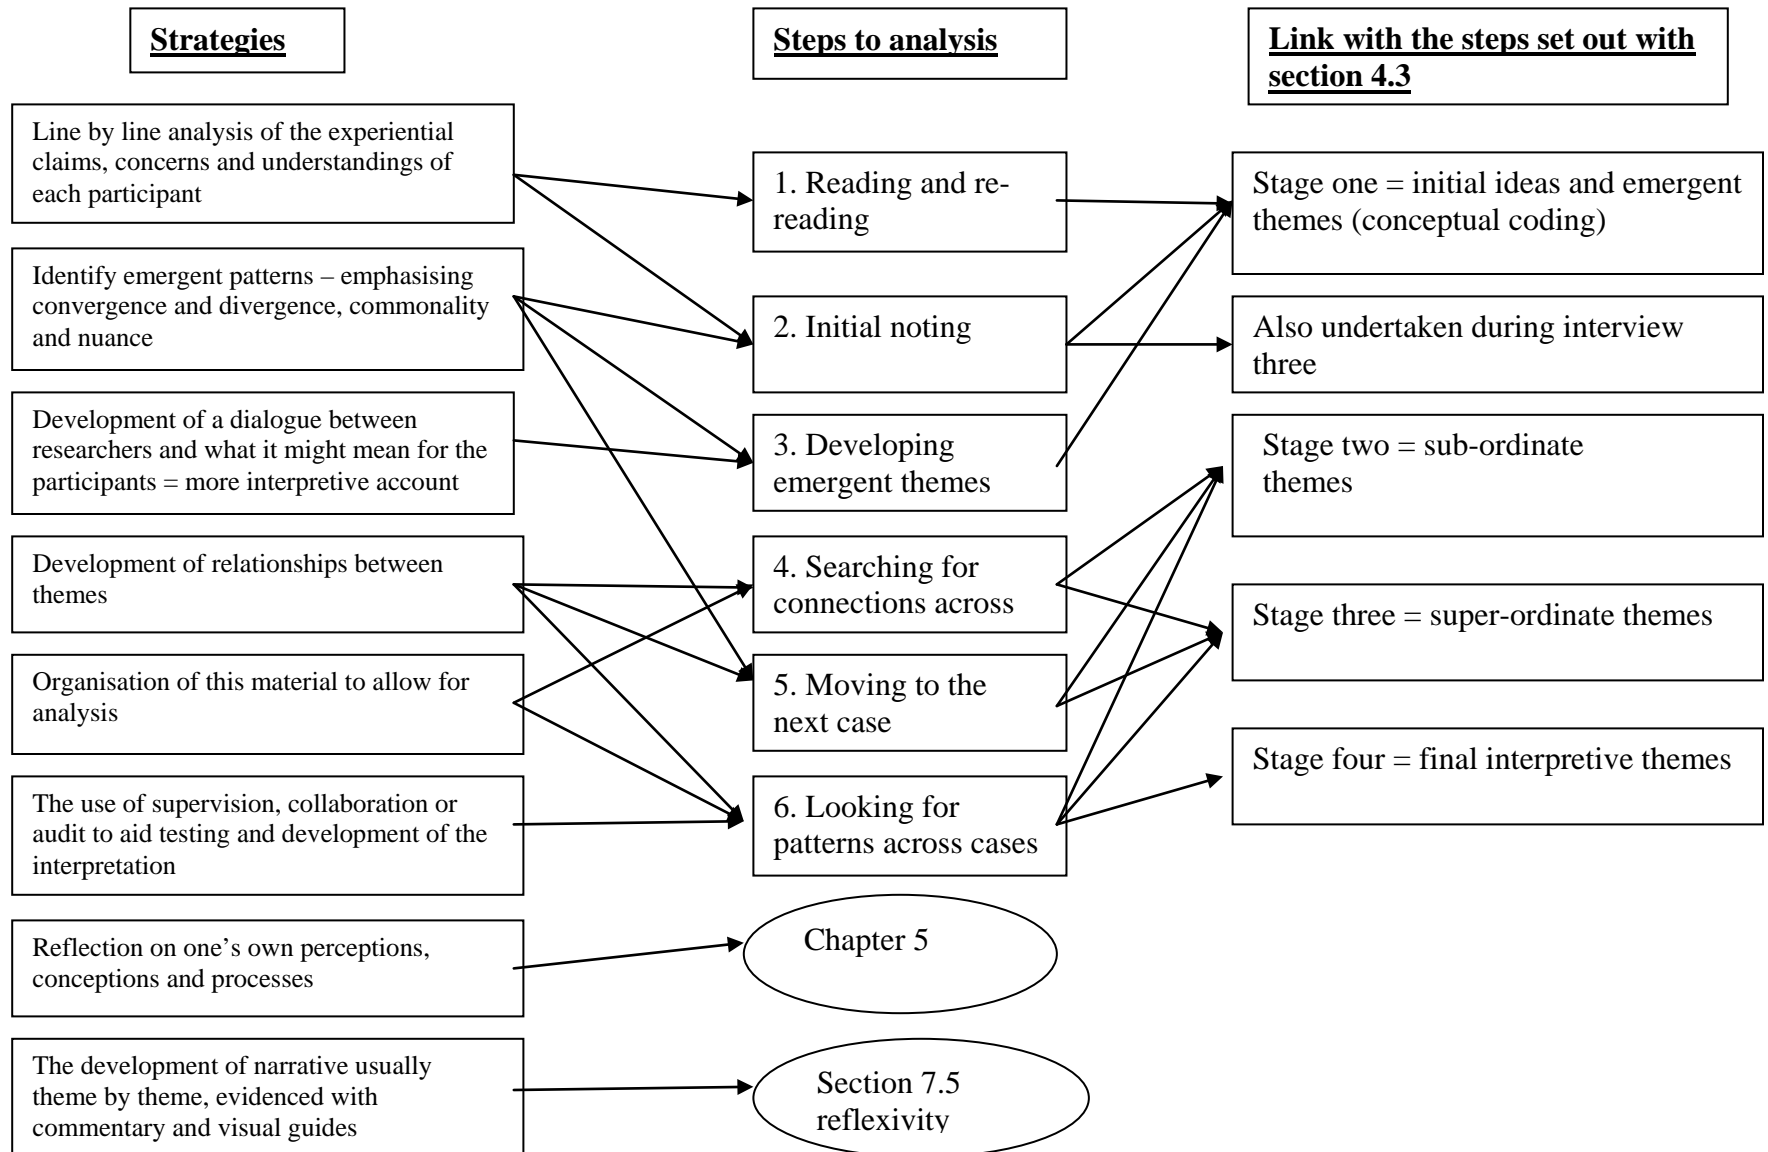 Strategies
Steps to analysis
Link with the steps set out with
section 4.3
Line by line analysis of the experiential
claims, concerns and understandings of
each participant
Identify emergent patterns – emphasising
convergence and divergence, commonality
and nuance
Development of a dialogue between
researchers and what it might mean for the
participants = more interpretive account
Development of relationships between
themes
Organisation of this material to allow for
analysis
The use of supervision, collaboration or
audit to aid testing and development of the
interpretation
Reflection on one’s own perceptions,
conceptions and processes
The development of narrative usually
theme by theme, evidenced with
commentary and visual guides
1. Reading and re-
reading
2. Initial noting
3. Developing
emergent themes
4. Searching for
connections across
5. Moving to the
next case
6. Looking for
patterns across cases
Chapter 5
Section 7.5
reflexivity
Stage one = initial ideas and emergent
themes (conceptual coding)
Also undertaken during interview
three
Stage two = sub-ordinate
themes
Stage three = super-ordinate themes
Stage four = final interpretive themes